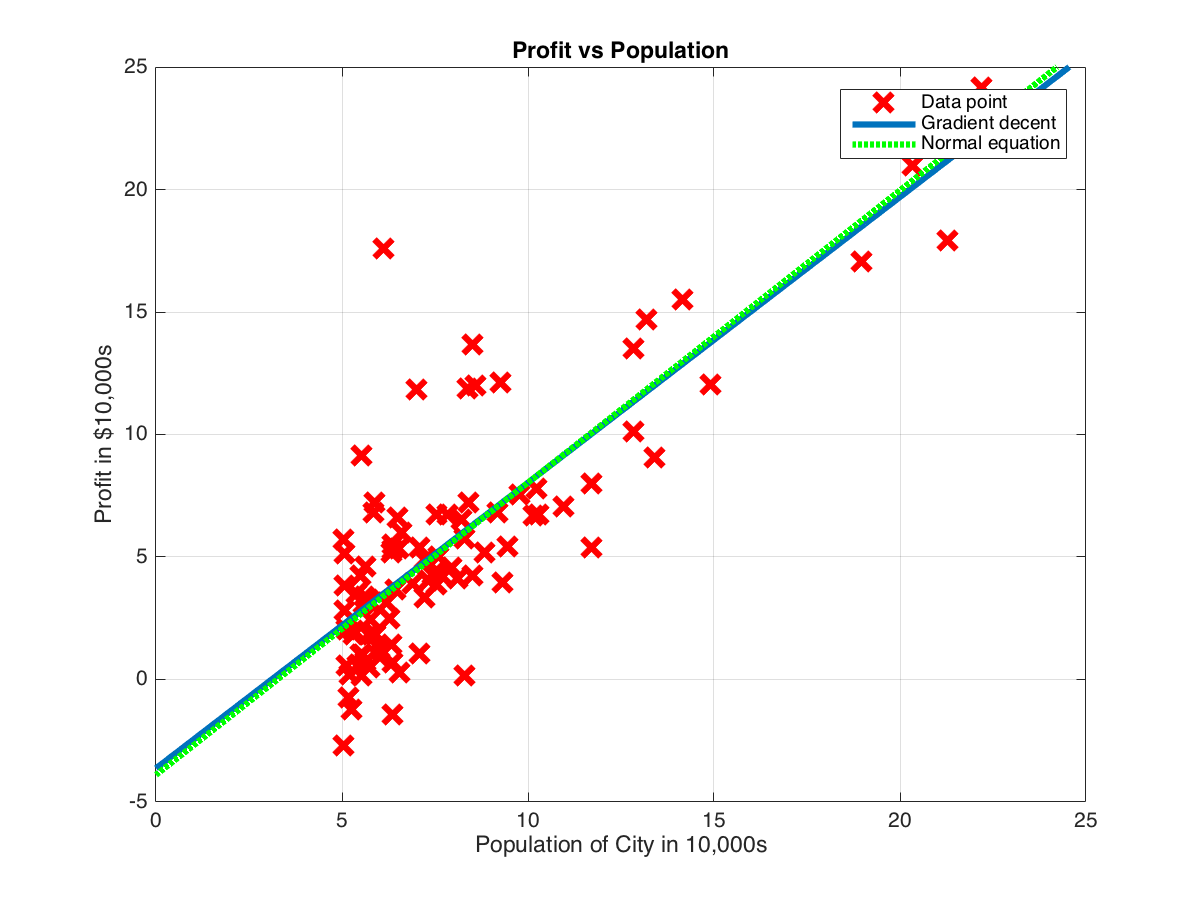 Profit vs Population
25
20
15
10
5
0
-5
Profit in $10,000s
Data point
Gradient decent
Normal equation
0 5 10 15 20 25
Population of City in 10,000s